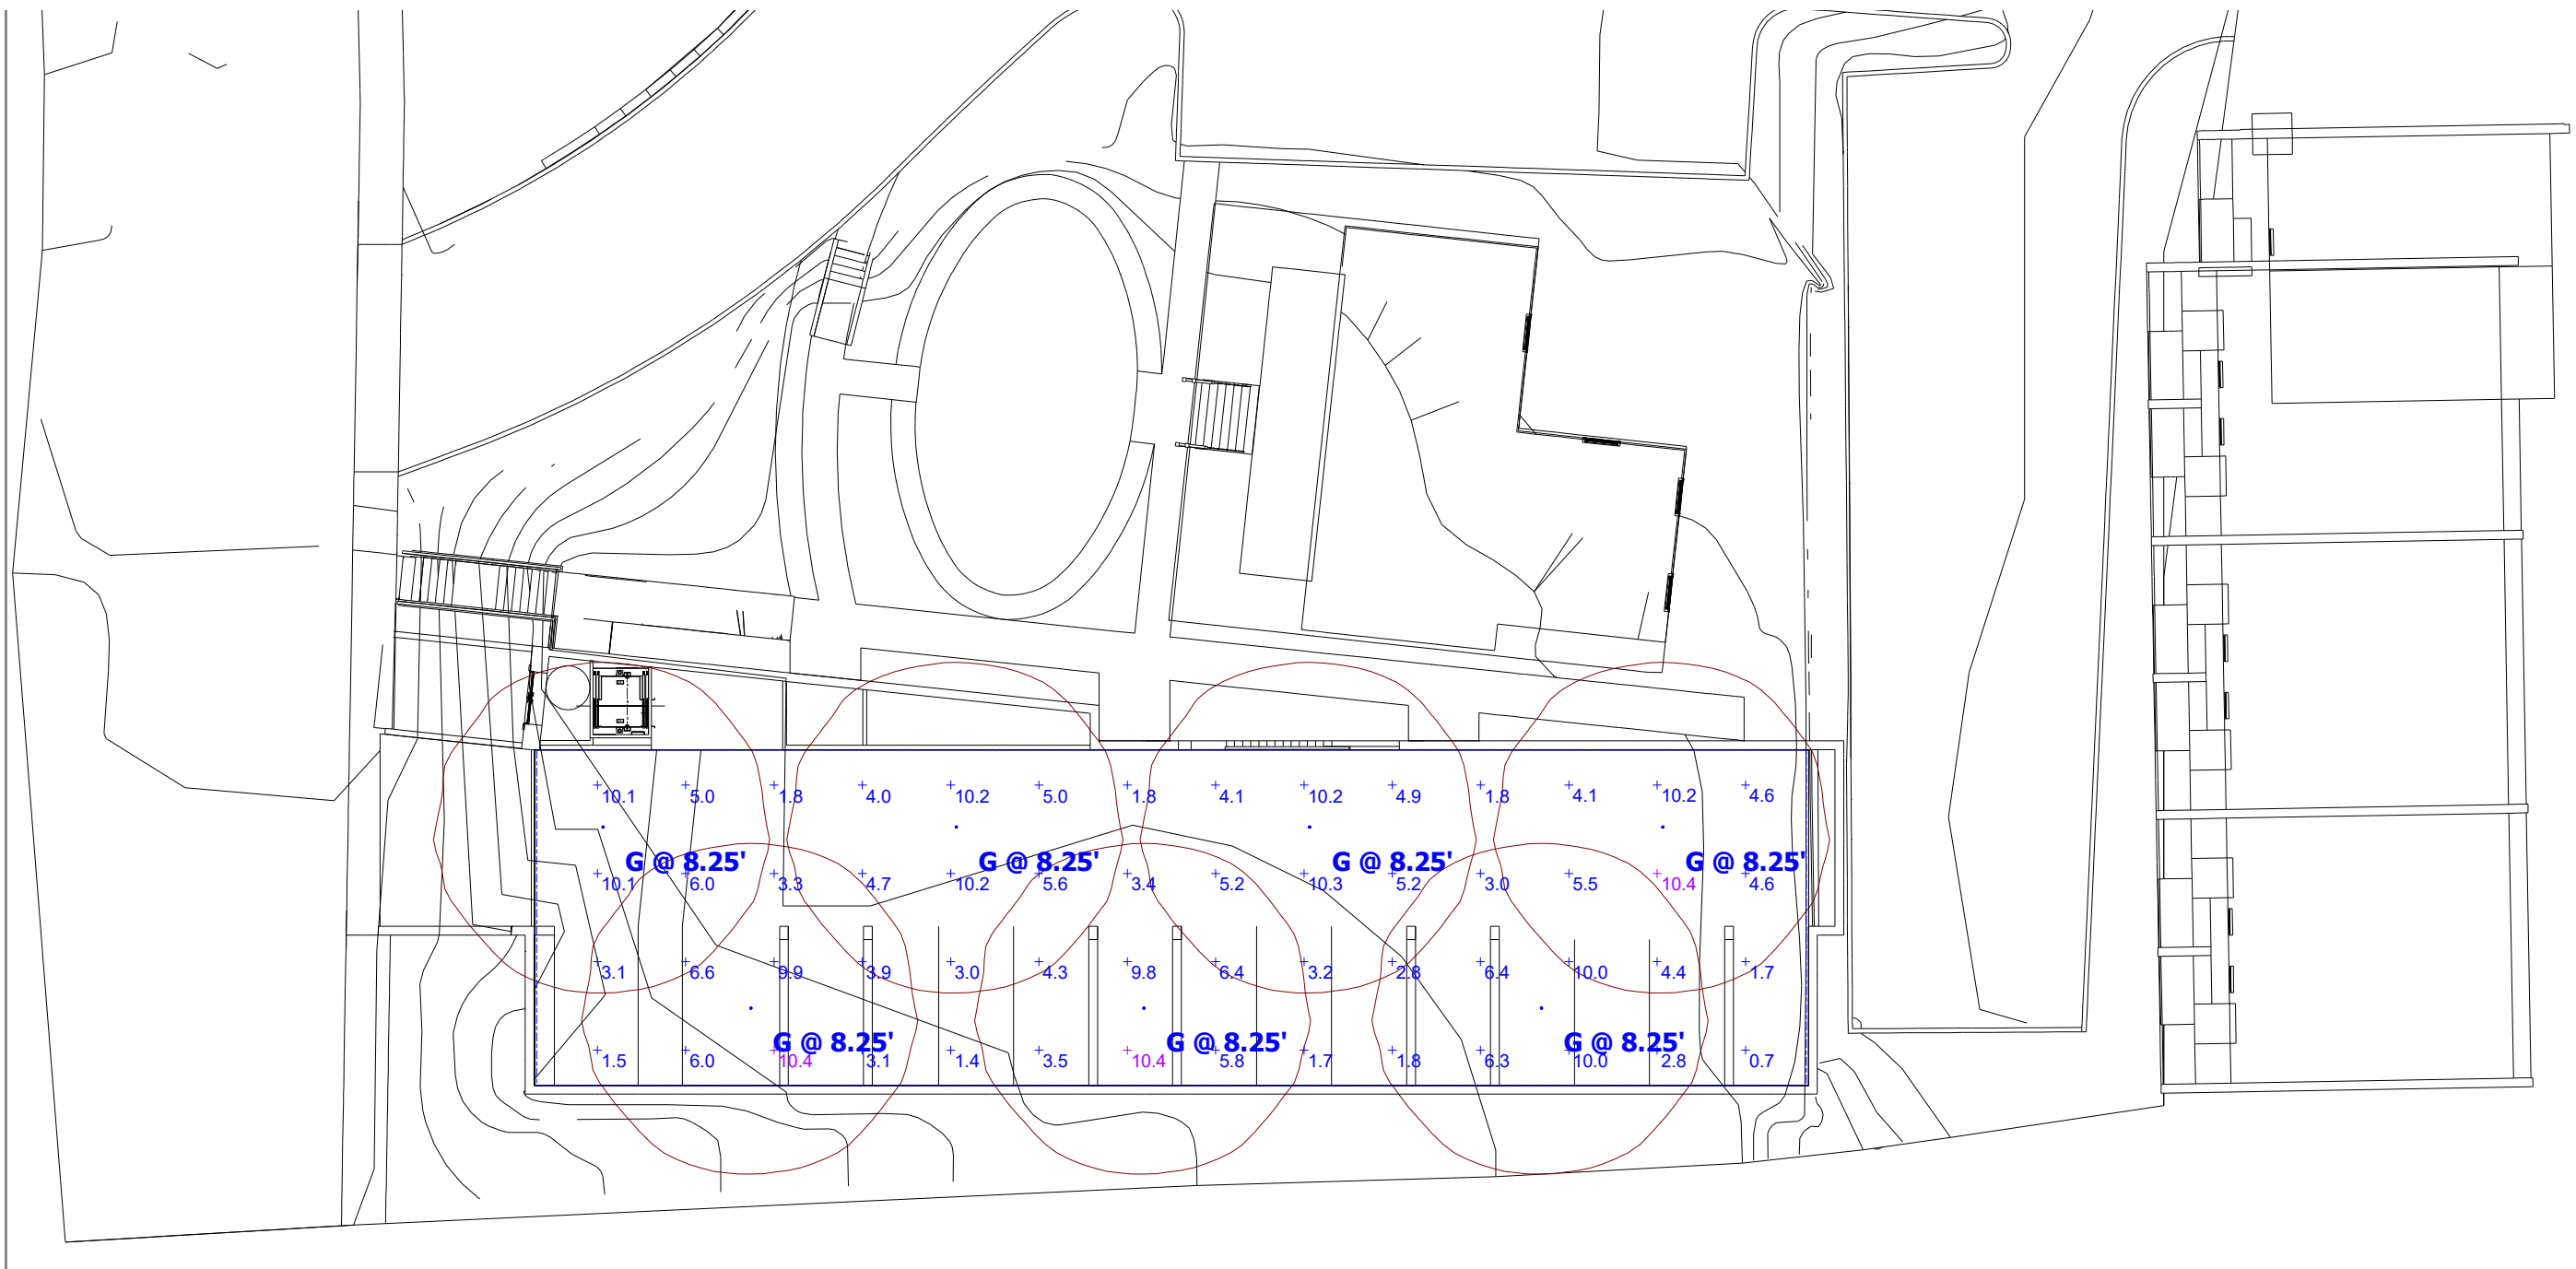 +10.1 +5.0 +1.8 +4.0 +10.2 +5.0 +1.8 +4.1 +10.2 +4.9 +1.8 +4.1 +10.2 +4.6
G @ 8.25' G @ 8.25' G @ 8.25' G @ 8.25'
+10.1 +6.0 +3.3 +4.7 +10.2 +5.6 +3.4 +5.2 +10.3 +5.2 +3.0 +5.5 +10.4 +4.6
+3.1 +6.6 +9.9 +3.9 +3.0 +4.3 +9.8 +6.4 +3.2 +2.8 +6.4 +10.0 +4.4 +1.7
G @ 8.25' G @ 8.25' G @ 8.25'
+1.5 +6.0 +10.4 +3.1 +1.4 +3.5 +10.4 +5.8 +1.7 +1.8 +6.3 +10.0 +2.8 +0.7